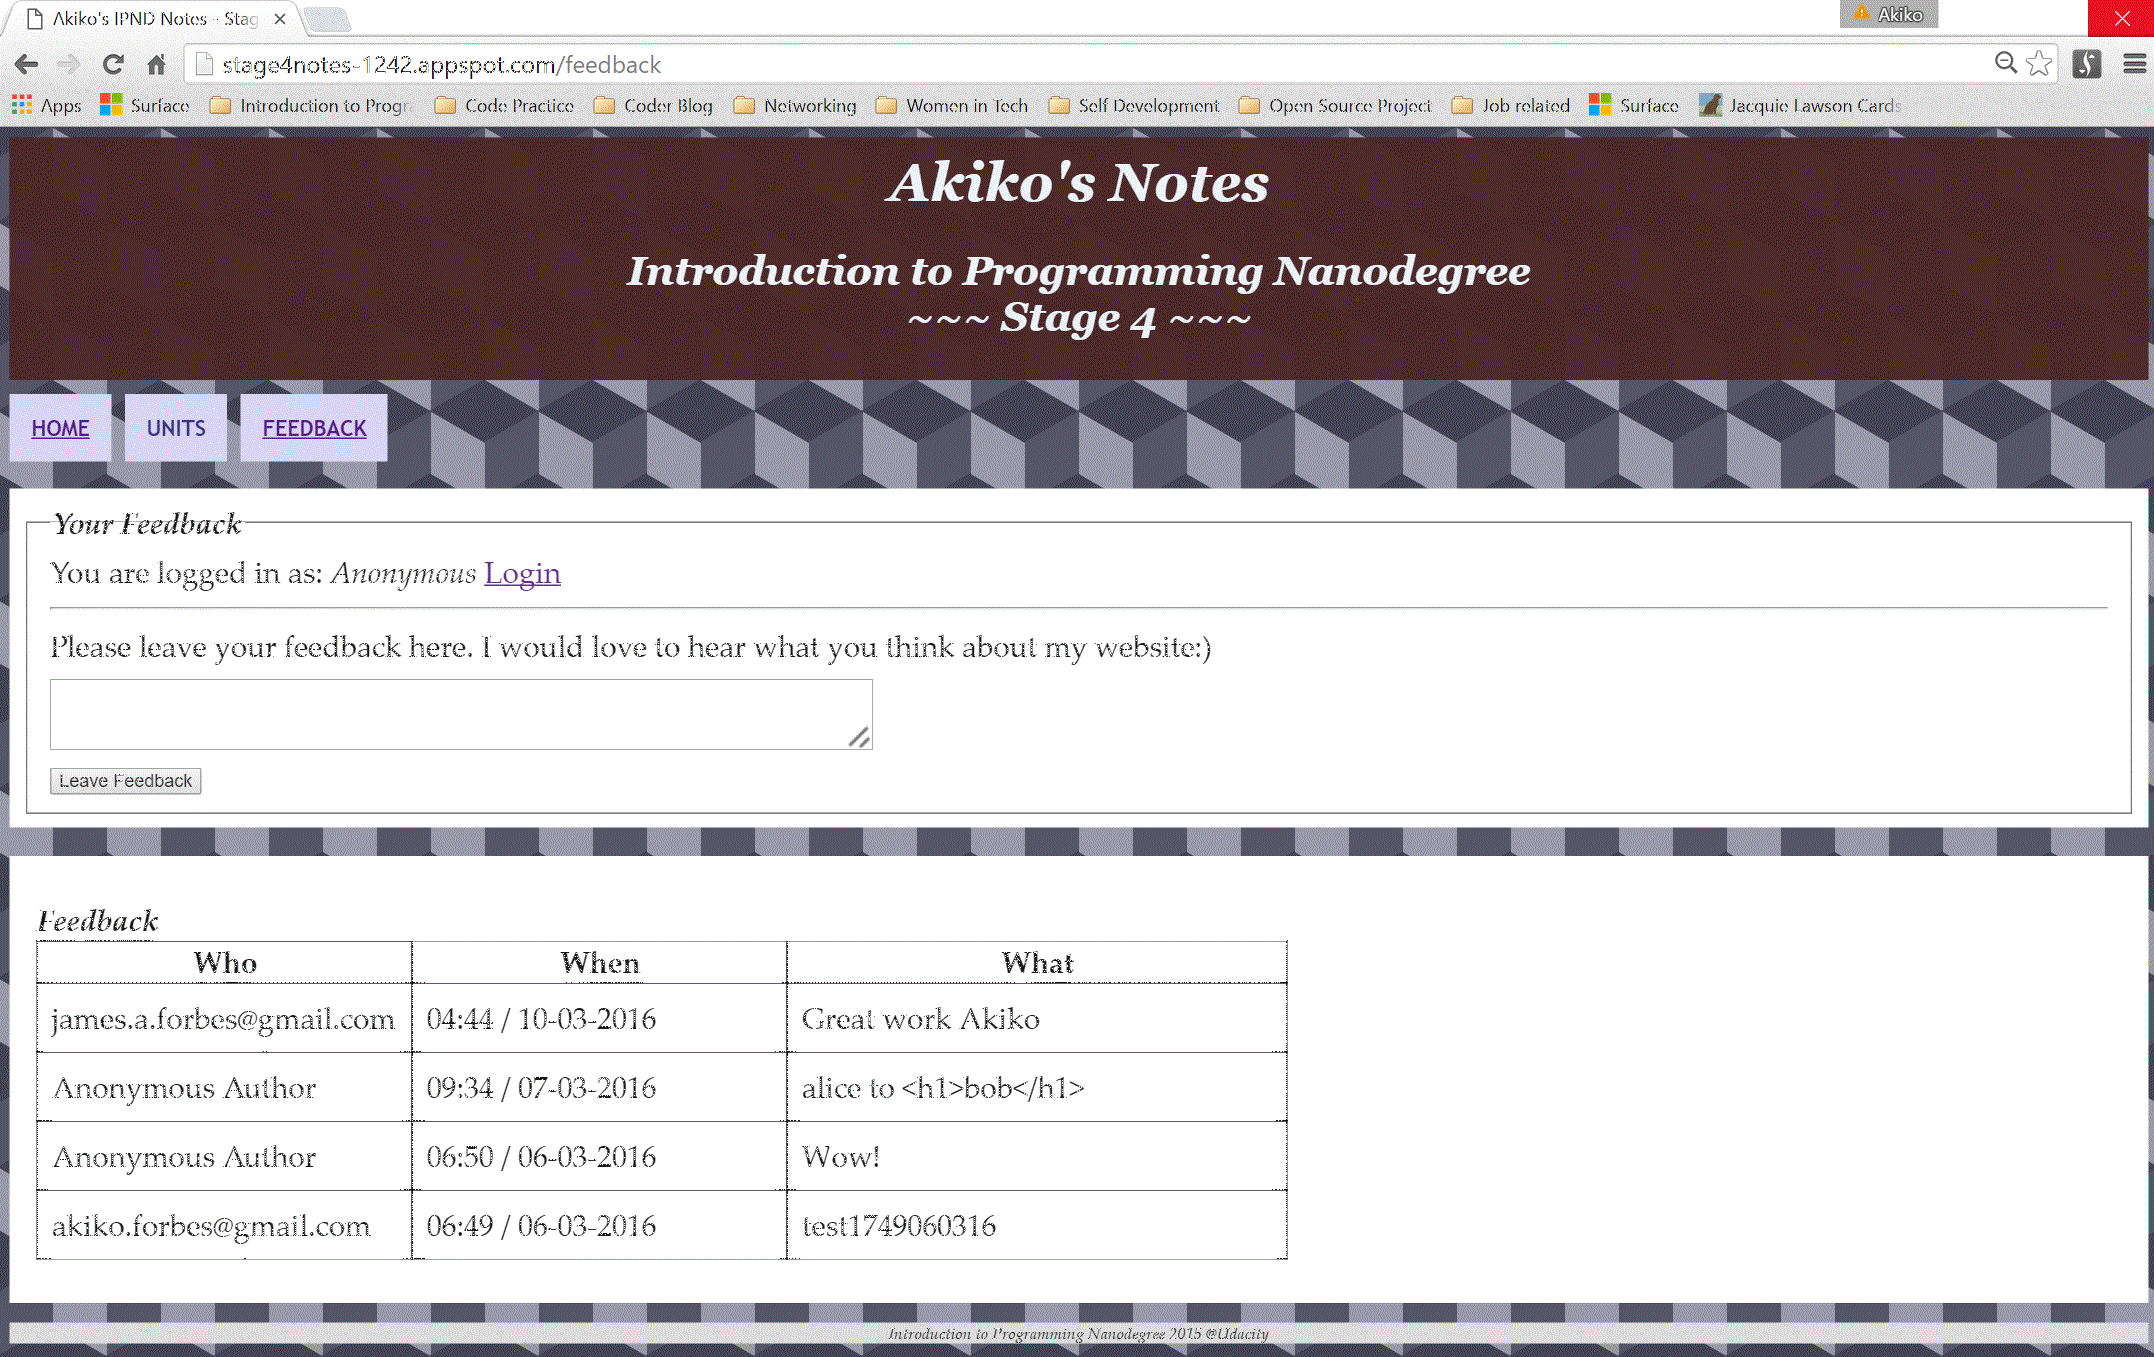 Akiko's IPND Notes - Stag
Akiko
stage4notes-1242.appspot.com/feedback
Apps Surface Introduction to Progra Code Practice Coder Blog Networking Women in Tech Self Development Open Source Project Job related Surface Jacquie Lawson Cards
Akiko's Notes
Introduction to Programming Nanodegree
~~~ Stage 4 ~~~
HOME UNITS FEEDBACK
Your Feedback
You are logged in as: Anonymous Login
Please leave your feedback here. I would love to hear what you think about my website:)
Leave Feedback
Feedback
Who When What
james.a.forbes@gmail.com 04:44 / 10-03-2016 Great work Akiko
Anonymous Author 09:34 / 07-03-2016 alice to <h1>bob</h1>
Anonymous Author 06:50 / 06-03-2016 Wow!
akiko.forbes@gmail.com 06:49 / 06-03-2016 test1749060316
Introduction to Programming Nanodegree 2015 @Udacity